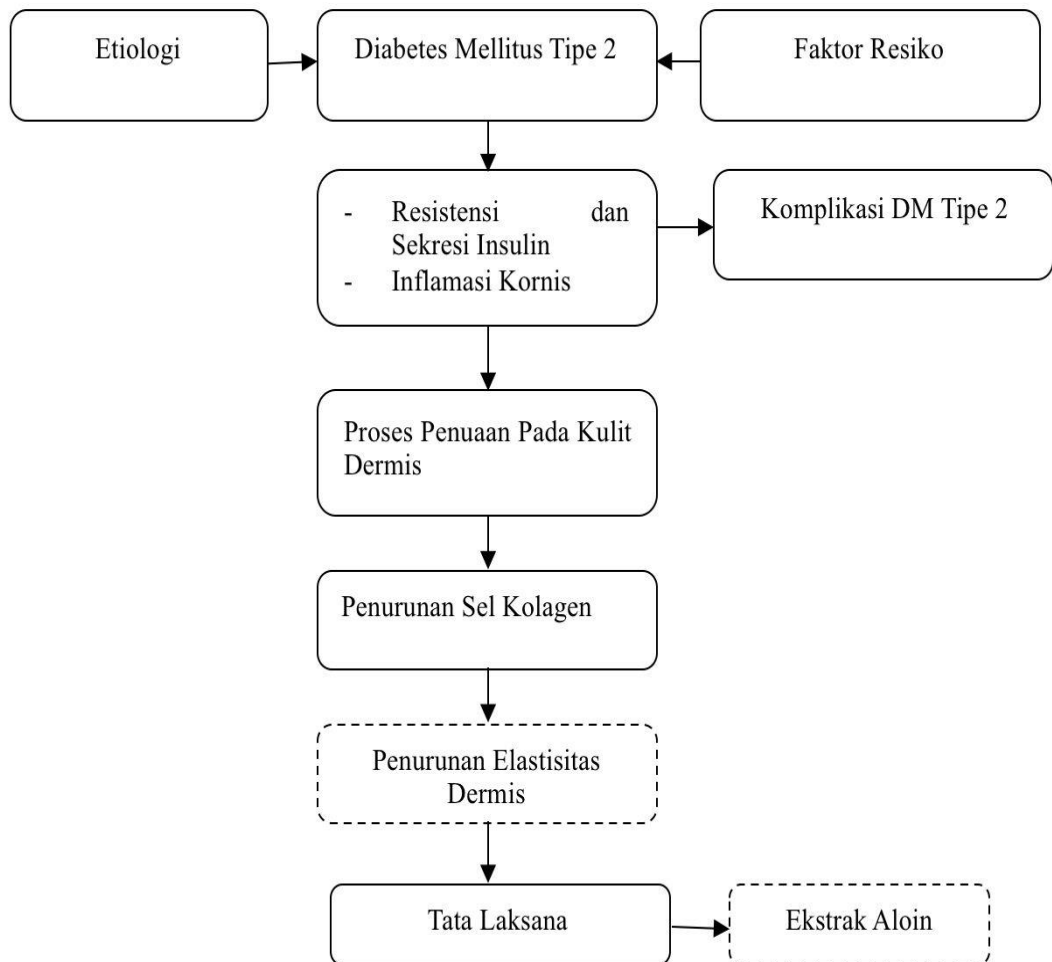 Etiologi
Diabetes Mellitus Tipe 2
Faktor Resiko
- Resistensi dan
Sekresi Insulin
- Inflamasi Kornis
Komplikasi DM Tipe 2
Proses Penuaan Pada Kulit
Dermis
Penurunan Sel Kolagen
Penurunan Elastisitas
Dermis
Tata Laksana
Ekstrak Aloin